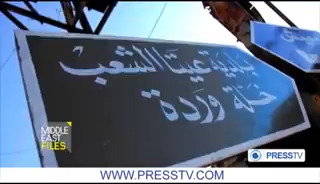 بلدية عيتا الشعب
خلة وردة
MIDDLE
EAST
FILES
PRESSTV
WWW.PRESSTV.COM